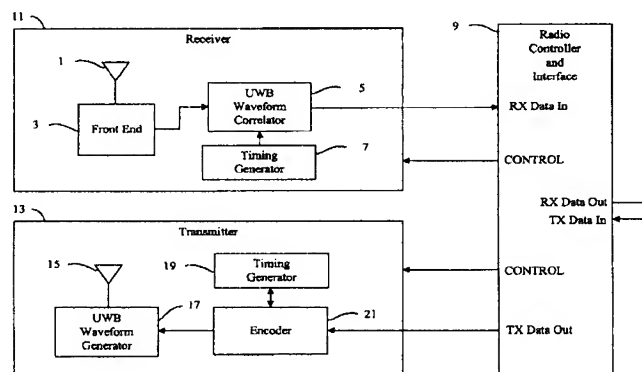 11
Receiver
1
3
Front End
UWB
Waveform
Correlator
5
Timing
Generator
7
9
Radio
Controller
and
Interface
RX Data In
CONTROL
RX Data Out
TX Data In
CONTROL
TX Data Out
13
Transmitter
15
19
Timing
Generator
UWB
Waveform
Generator
17
Encoder
21